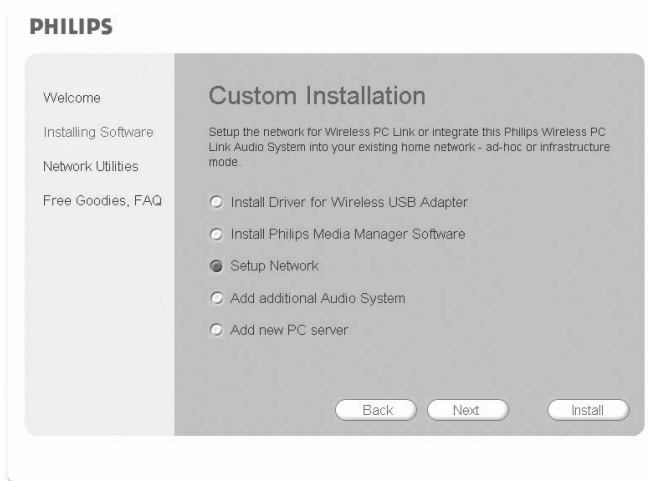 PHILIPS
Welcome
Installing Software
Network Utilities
Free Goodies, FAQ
Custom Installation
Setup the network for Wireless PC Link or integrate this Philips Wireless PC
Link Audio System into your existing home network - ad-hoc or infrastructure
mode.
Install Driver for Wireless USB Adapter
Install Philips Media Manager Software
Setup Network
Add additional Audio System
Add new PC server
Back Next Install